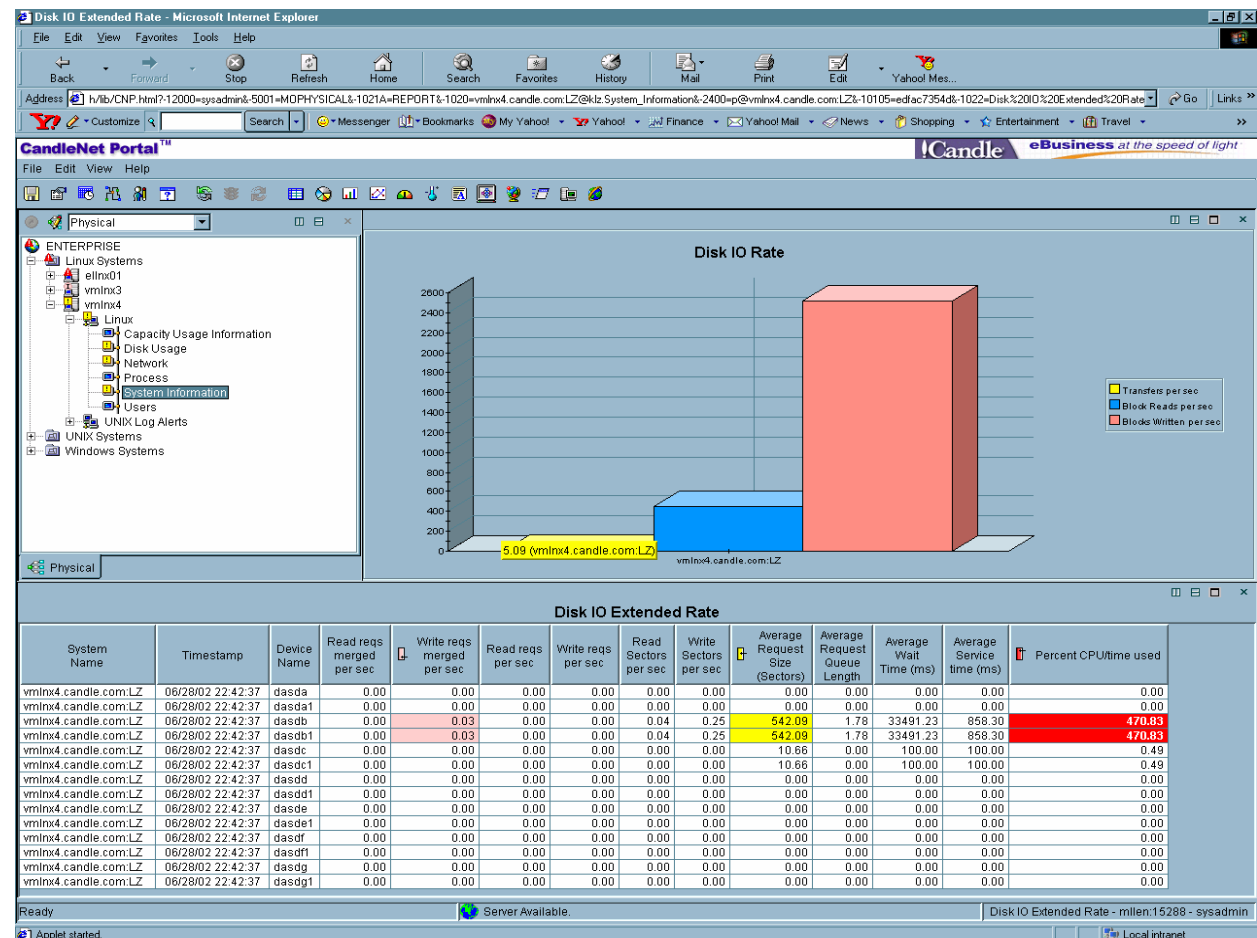 Disk IO Extended Rate - Microsoft Internet Explorer
File Edit View Favorites Tools Help
Back Forward Stop Refresh Home Search Favorites History Mail Print Edit Yahoo! Mes...
Address h/lib/CNP.html?-12000=sysadmin&-5001=MOPHYSICAL&-1021A=REPORT&-1020=vmlnx4.candle.com:LZ@klz.System_Information&-2400=p@vmlnx4.candle.com:LZ&-10105=edfac7354d&-1022=Disk%20IO%20Extended%20Rate Go Links »
Y7 Customize Search Messenger Bookmarks My Yahoo! Yahoo! Finance Yahoo! Mail News Shopping Entertainment Travel »
CandleNet Portal™ !Candle eBusiness at the speed of light
File Edit View Help
Physical
ENTERPRISE
Linux Systems
ellnx01
vmlnx3
vmlnx4
Linux
Capacity Usage Information
Disk Usage
Network
Process
System Information
Users
UNIX Log Alerts
UNIX Systems
Windows Systems
Physical
Disk IO Rate
2600
2400
2200
2000
1800
1600
1400
1200
1000
800
600
400
200
0
5.09 (vmlnx4.candle.com:LZ)
vmlnx4.candle.com:LZ
Transfers per sec
Block Reads per sec
Blocks Written per sec
Disk IO Extended Rate
System Name Timestamp Device Name Read reqs merged per sec Write reqs merged per sec Read reqs per sec Write reqs per sec Read Sectors per sec Write Sectors per sec Average Request Size (Sectors) Average Request Queue Length Average Wait Time (ms) Average Service time (ms) Percent CPU/time used
vmlnx4.candle.com:LZ 06/28/02 22:42:37 dasda 0.00 0.00 0.00 0.00 0.00 0.00 0.00 0.00 0.00 0.00 0.00
vmlnx4.candle.com:LZ 06/28/02 22:42:37 dasda1 0.00 0.00 0.00 0.00 0.00 0.00 0.00 0.00 0.00 0.00 0.00
vmlnx4.candle.com:LZ 06/28/02 22:42:37 dasdb 0.00 0.03 0.00 0.00 0.04 0.25 542.09 1.78 33491.23 858.30 470.83
vmlnx4.candle.com:LZ 06/28/02 22:42:37 dasdb1 0.00 0.03 0.00 0.00 0.04 0.25 542.09 1.78 33491.23 858.30 470.83
vmlnx4.candle.com:LZ 06/28/02 22:42:37 dasdc 0.00 0.00 0.00 0.00 0.00 0.00 10.66 0.00 100.00 100.00 0.49
vmlnx4.candle.com:LZ 06/28/02 22:42:37 dasdc1 0.00 0.00 0.00 0.00 0.00 0.00 10.66 0.00 100.00 100.00 0.49
vmlnx4.candle.com:LZ 06/28/02 22:42:37 dasdd 0.00 0.00 0.00 0.00 0.00 0.00 0.00 0.00 0.00 0.00 0.00
vmlnx4.candle.com:LZ 06/28/02 22:42:37 dasdd1 0.00 0.00 0.00 0.00 0.00 0.00 0.00 0.00 0.00 0.00 0.00
vmlnx4.candle.com:LZ 06/28/02 22:42:37 dasde 0.00 0.00 0.00 0.00 0.00 0.00 0.00 0.00 0.00 0.00 0.00
vmlnx4.candle.com:LZ 06/28/02 22:42:37 dasde1 0.00 0.00 0.00 0.00 0.00 0.00 0.00 0.00 0.00 0.00 0.00
vmlnx4.candle.com:LZ 06/28/02 22:42:37 dasdf 0.00 0.00 0.00 0.00 0.00 0.00 0.00 0.00 0.00 0.00 0.00
vmlnx4.candle.com:LZ 06/28/02 22:42:37 dasdf1 0.00 0.00 0.00 0.00 0.00 0.00 0.00 0.00 0.00 0.00 0.00
vmlnx4.candle.com:LZ 06/28/02 22:42:37 dasdg 0.00 0.00 0.00 0.00 0.00 0.00 0.00 0.00 0.00 0.00 0.00
vmlnx4.candle.com:LZ 06/28/02 22:42:37 dasdg1 0.00 0.00 0.00 0.00 0.00 0.00 0.00 0.00 0.00 0.00 0.00
Ready Server Available. Disk IO Extended Rate - mllen:15288 - sysadmin
Applet started. Local intranet